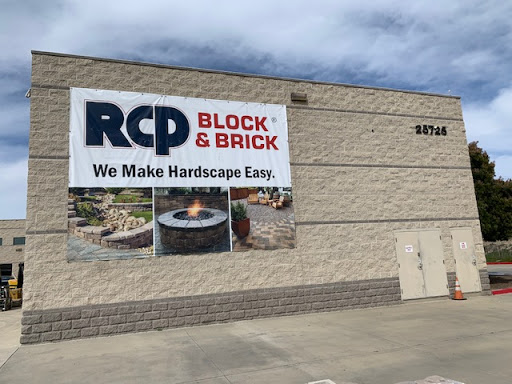 RCP BLOCK
& BRICK®
We Make Hardscape Easy.
25725